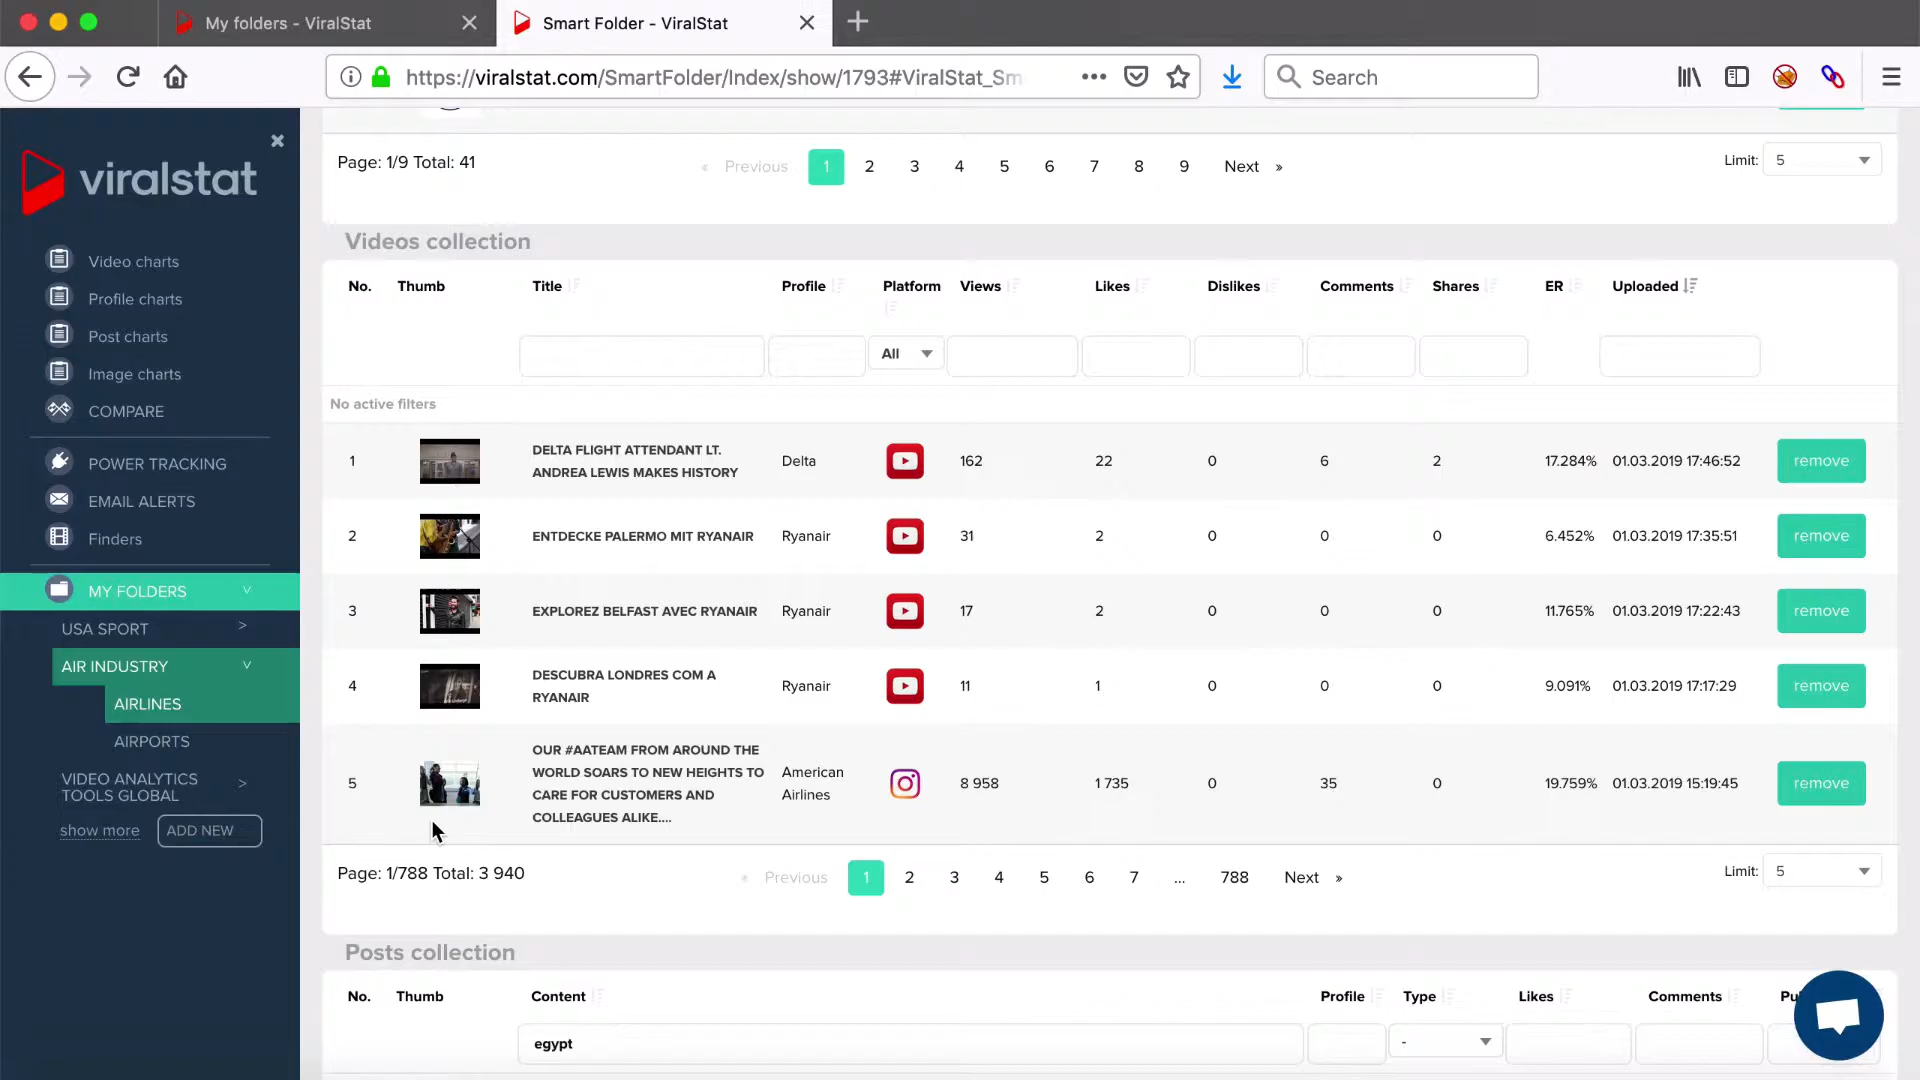 My folders - ViralStat
Smart Folder - ViralStat
https://viralstat.com/SmartFolder/Index/show/1793#ViralStat_Sm
Search
viralstat
Video charts
Profile charts
Post charts
Image charts
COMPARE
POWER TRACKING
EMAIL ALERTS
Finders
MY FOLDERS
USA SPORT
AIR INDUSTRY
AIRLINES
AIRPORTS
VIDEO ANALYTICS
TOOLS GLOBAL
show more ADD NEW
Page: 1/9 Total: 41
« Previous 1 2 3 4 5 6 7 8 9 Next »
Limit: 5
Videos collection
No. Thumb Title Profile Platform Views Likes Dislikes Comments Shares ER Uploaded
All
No active filters
1 DELTA FLIGHT ATTENDANT LT. ANDREA LEWIS MAKES HISTORY Delta 162 22 0 6 2 17.284% 01.03.2019 17:46:52 remove
2 ENTDECKE PALERMO MIT RYANAIR Ryanair 31 2 0 0 0 6.452% 01.03.2019 17:35:51 remove
3 EXPLOREZ BELFAST AVEC RYANAIR Ryanair 17 2 0 0 0 11.765% 01.03.2019 17:22:43 remove
4 DESCUBRA LONDRES COM A RYANAIR Ryanair 11 1 0 0 0 9.091% 01.03.2019 17:17:29 remove
5 OUR #AATEAM FROM AROUND THE WORLD SOARS TO NEW HEIGHTS TO CARE FOR CUSTOMERS AND COLLEAGUES ALIKE.... American Airlines 8 958 1 735 0 35 0 19.759% 01.03.2019 15:19:45 remove
Page: 1/788 Total: 3 940
« Previous 1 2 3 4 5 6 7 ... 788 Next »
Limit: 5
Posts collection
No. Thumb Content Profile Type Likes Comments
egypt -